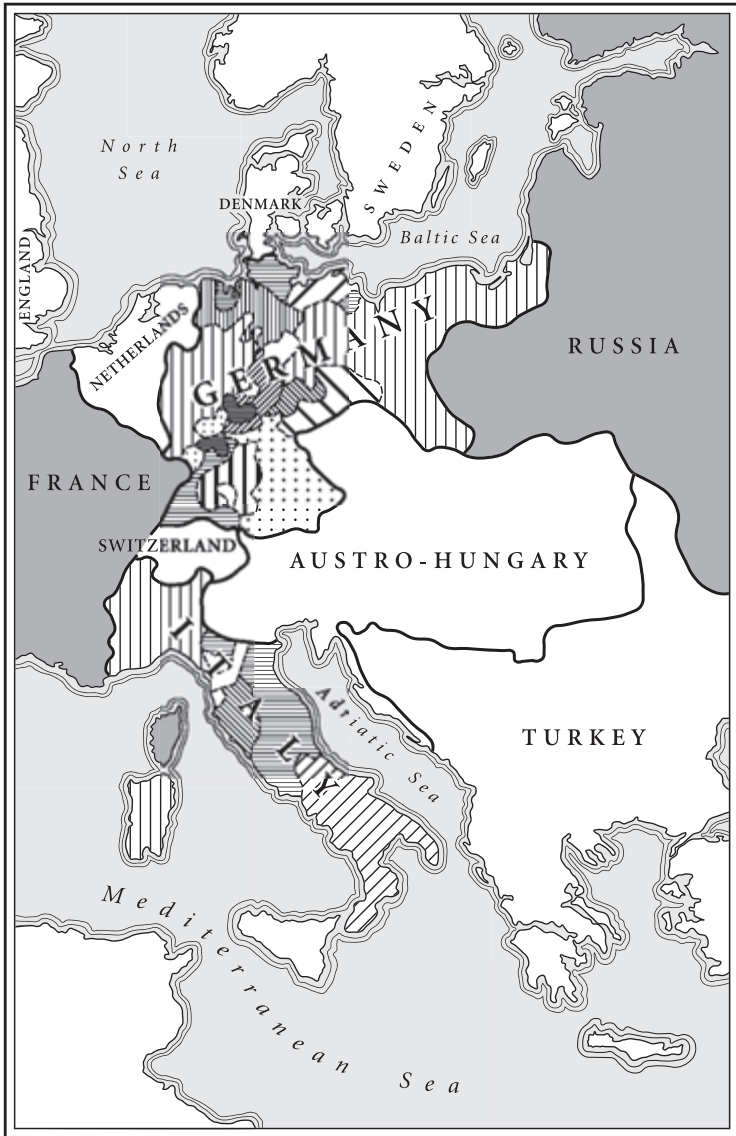 North
Sea
SWEDEN
DENMARK
Baltic Sea
ENGLAND
NETHERLANDS
GERMANY
RUSSIA
FRANCE
SWITZERLAND
AUSTRO-HUNGARY
ITALY
Adriatic Sea
TURKEY
Mediterranean Sea